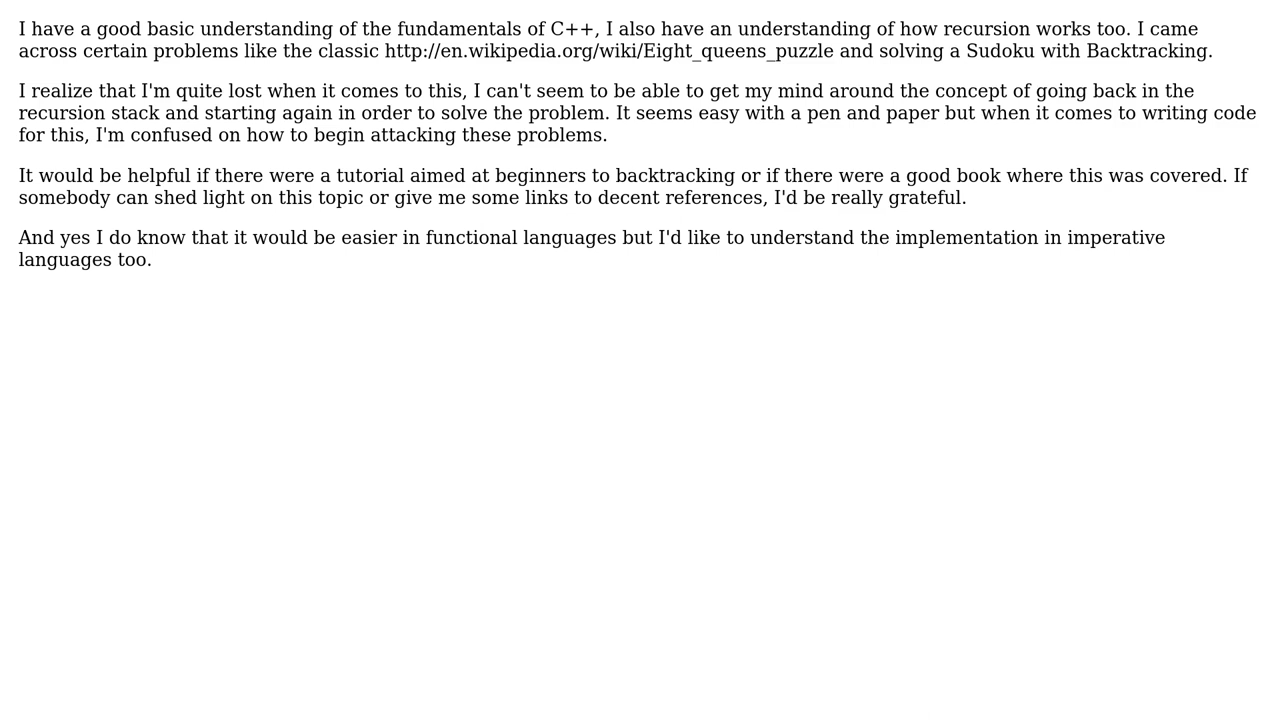 I have a good basic understanding of the fundamentals of C++, I also have an understanding of how recursion works too. I came
across certain problems like the classic http://en.wikipedia.org/wiki/Eight_queens_puzzle and solving a Sudoku with Backtracking.
I realize that I'm quite lost when it comes to this, I can't seem to be able to get my mind around the concept of going back in the
recursion stack and starting again in order to solve the problem. It seems easy with a pen and paper but when it comes to writing code
for this, I'm confused on how to begin attacking these problems.
It would be helpful if there were a tutorial aimed at beginners to backtracking or if there were a good book where this was covered. If
somebody can shed light on this topic or give me some links to decent references, I'd be really grateful.
And yes I do know that it would be easier in functional languages but I'd like to understand the implementation in imperative
languages too.